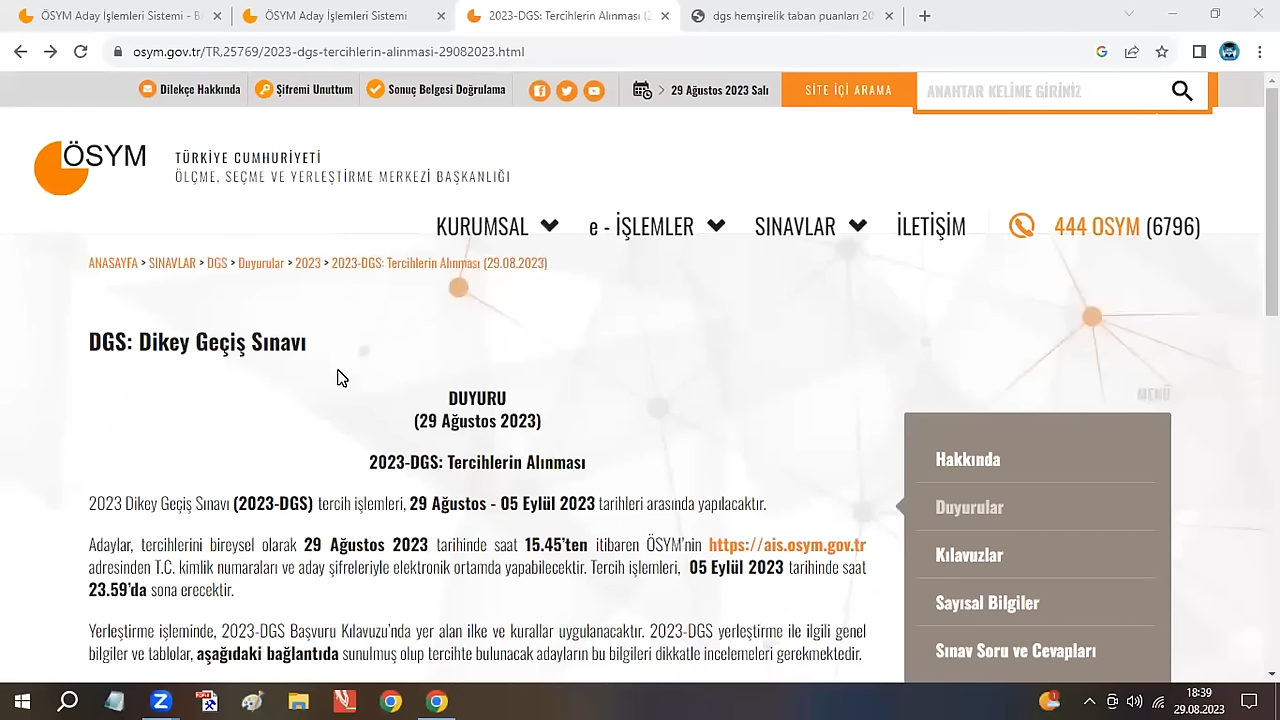 ÖSYM Aday İşlemleri Sistemi - B
ÖSYM Aday İşlemleri Sistemi
2023-DGS: Tercihlerin Alınması (2
dgs hemşirelik taban puanları 20
osym.gov.tr/TR,25769/2023-dgs-tercihlerin-alinmasi-29082023.html
Dilekçe Hakkında
Şifremi Unuttum
Sonuç Belgesi Doğrulama
29 Ağustos 2023 Salı
SİTE İÇİ ARAMA
ANAHTAR KELİME GİRİNİZ
ÖSYM
TÜRKİYE CUMHURİYETİ
ÖLÇME, SEÇME VE YERLEŞTİRME MERKEZİ BAŞKANLIĞI
KURUMSAL
e - İŞLEMLER
SINAVLAR
İLETİŞİM
444 OSYM (6796)
ANASAYFA > SINAVLAR > DGS > Duyurular > 2023 > 2023-DGS: Tercihlerin Alınması (29.08.2023)
DGS: Dikey Geçiş Sınavı
DUYURU
(29 Ağustos 2023)
2023-DGS: Tercihlerin Alınması
2023 Dikey Geçiş Sınavı (2023-DGS) tercih işlemleri, 29 Ağustos - 05 Eylül 2023 tarihleri arasında yapılacaktır.
Adaylar, tercihlerini bireysel olarak 29 Ağustos 2023 tarihinde saat 15.45'ten itibaren ÖSYM'nin https://ais.osym.gov.tr
adresinden T.C. kimlik numaraları ve aday şifreleriyle elektronik ortamda yapabilecektir. Tercih işlemleri, 05 Eylül 2023 tarihinde saat
23.59'da sona erecektir.
Yerleştirme işleminde, 2023-DGS Başvuru Kılavuzu'nda yer alan ilke ve kurallar uygulanacaktır. 2023-DGS yerleştirme ile ilgili genel
bilgiler ve tablolar, aşağıdaki bağlantıda sunulmuş olup tercihte bulunacak adayların bu bilgileri dikkatle incelemeleri gerekmektedir.
MENÜ
Hakkında
Duyurular
Kılavuzlar
Sayısal Bilgiler
Sınav Soru ve Cevapları
18:39
29.08.2023